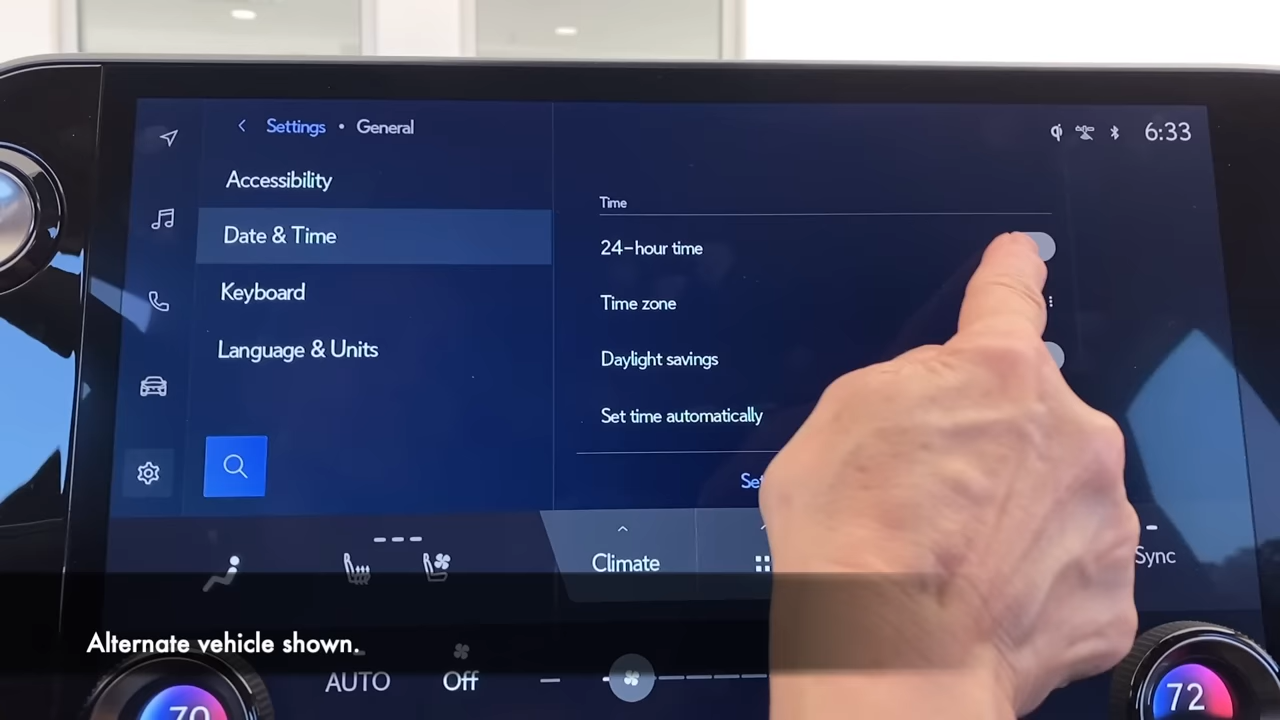 Settings • General
6:33
Accessibility
Date & Time
Keyboard
Language & Units
Time
24-hour time
Time zone
Daylight savings
Set time automatically
Climate
Sync
Alternate vehicle shown.
AUTO
Off
70
72